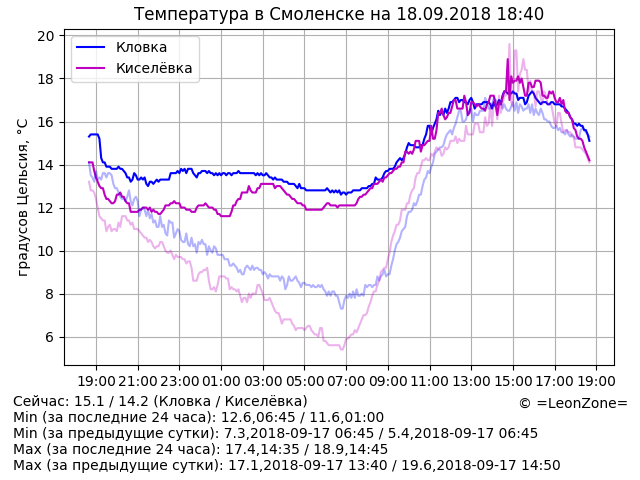 Температура в Смоленске на 18.09.2018 18:40
20
18
16
14
12
10
8
6
градусов Цельсия, °C
Кловка
Киселёвка
19:00 21:00 23:00 01:00 03:00 05:00 07:00 09:00 11:00 13:00 15:00 17:00 19:00
Сейчас: 15.1 / 14.2 (Кловка / Киселёвка)
© =LeonZone=
Min (за последние 24 часа): 12.6,06:45 / 11.6,01:00
Min (за предыдущие сутки): 7.3,2018-09-17 06:45 / 5.4,2018-09-17 06:45
Max (за последние 24 часа): 17.4,14:35 / 18.9,14:45
Max (за предыдущие сутки): 17.1,2018-09-17 13:40 / 19.6,2018-09-17 14:50